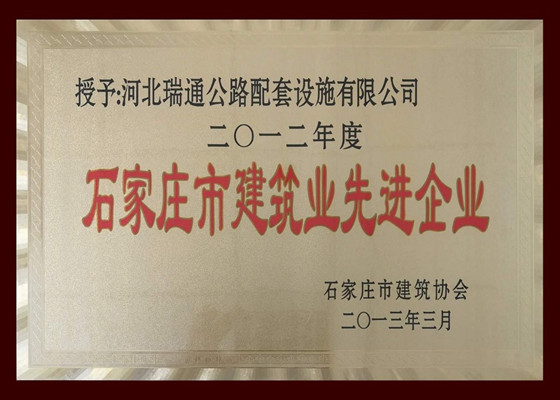 授予:河北瑞通公路配套设施有限公司
二〇一二年度
石家庄市建筑业先进企业
石家庄市建筑协会
二〇一三年三月